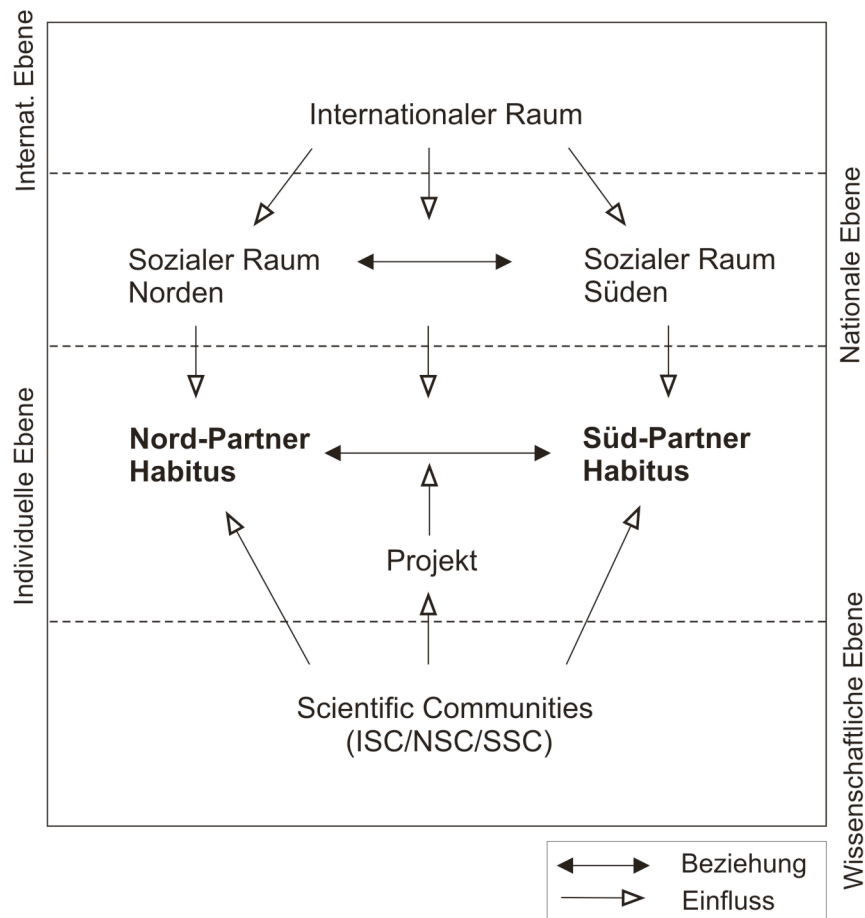 Internat. Ebene
Internationaler Raum
Nationale Ebene
Sozialer Raum
Norden
Sozialer Raum
Süden
Individuelle Ebene
Nord-Partner
Habitus
Süd-Partner
Habitus
Projekt
Wissenschaftliche Ebene
Scientific Communities
(ISC/NSC/SSC)
Beziehung
Einfluss